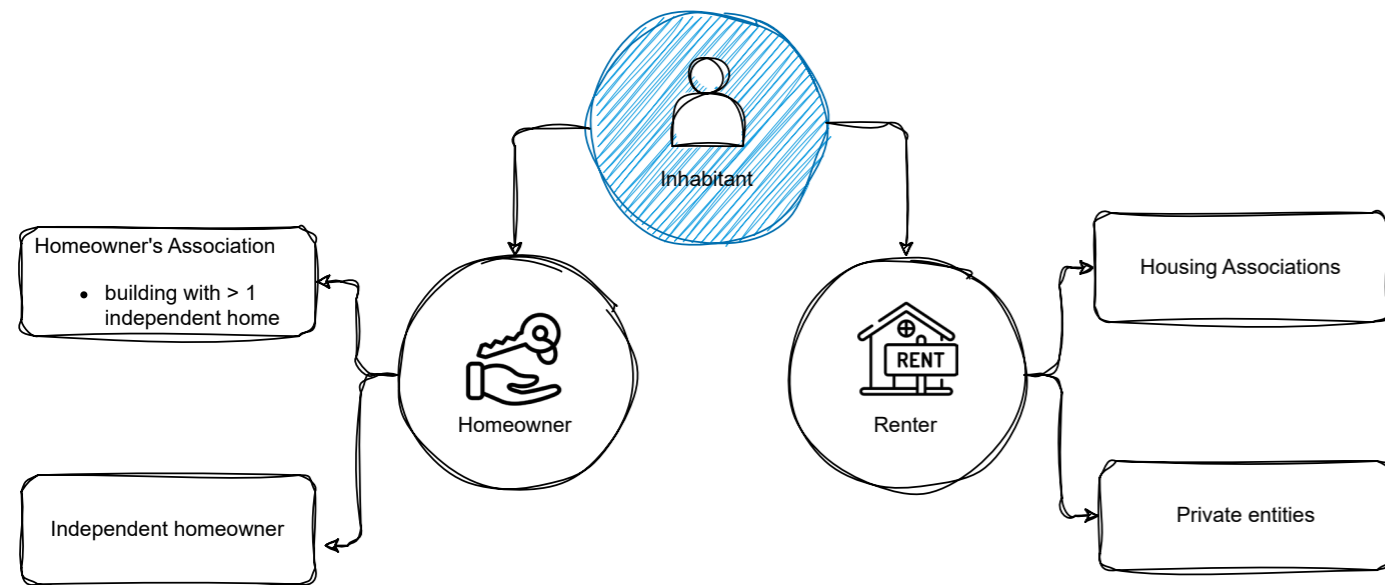 Inhabitant
Homeowner's Association
• building with > 1
independent home
Homeowner
Independent homeowner
RENT
Renter
Housing Associations
Private entities